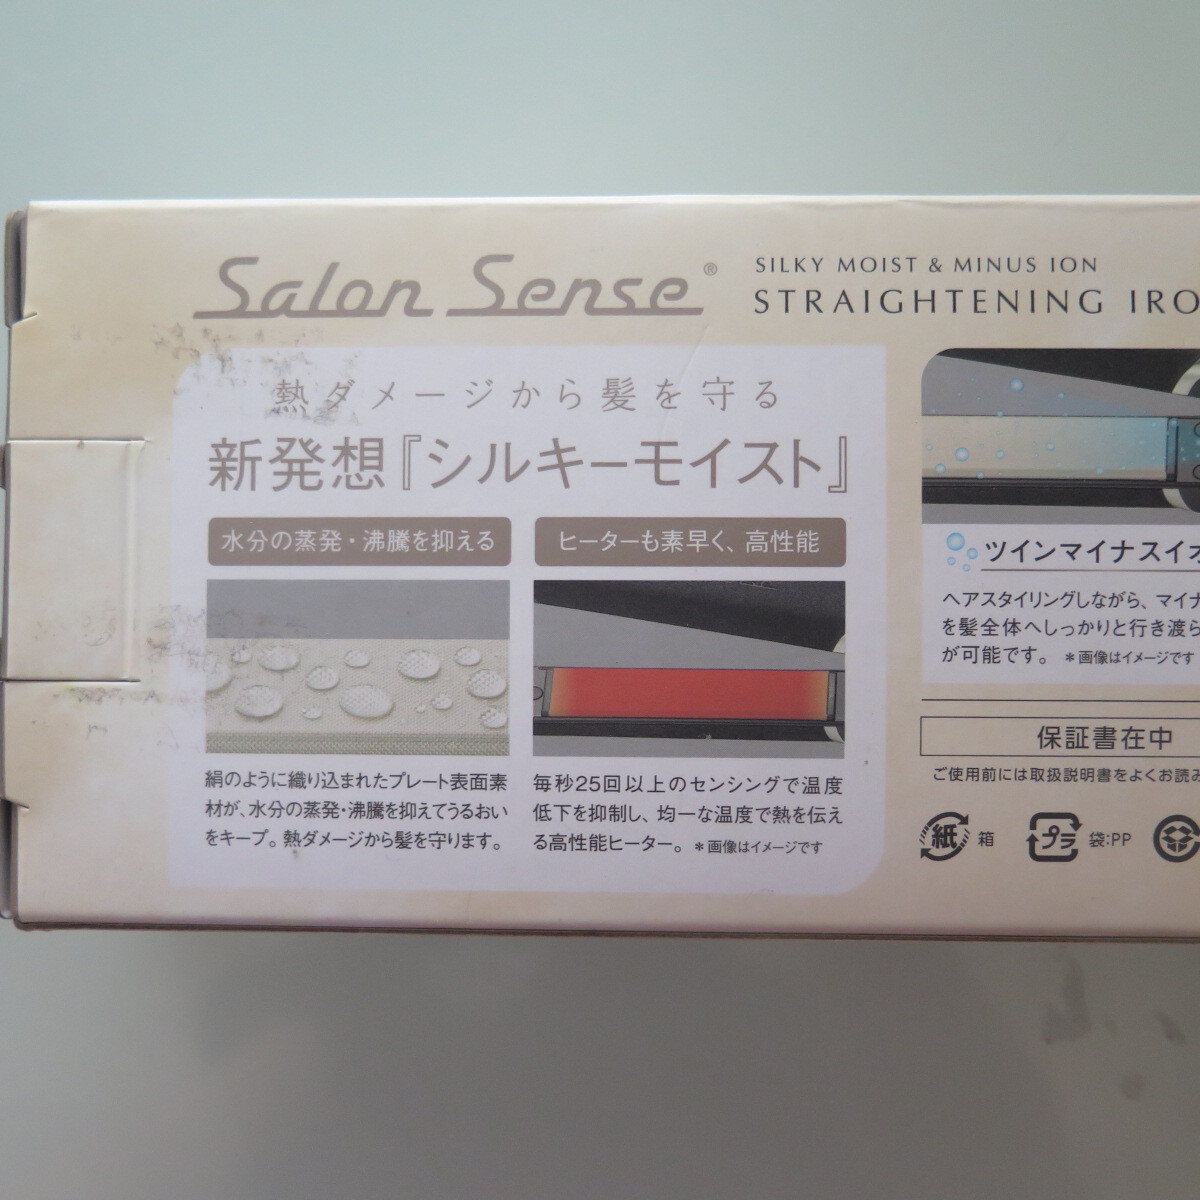 Salon Sense®
SILKY MOIST & MINUS ION
STRAIGHTENING IRO
熱ダメージから髪を守る
新発想『シルキーモイスト』
水分の蒸発・沸騰を抑える
絹のように織り込まれたプレート表面素
材が、水分の蒸発・沸騰を抑えてうるおい
をキープ。熱ダメージから髪を守ります。
ヒーターも素早く、高性能
毎秒25回以上のセンシングで温度
低下を抑制し、均一な温度で熱を伝え
る高性能ヒーター。 *画像はイメージです
ツインマイナスイオ
ヘアスタイリングしながら、マイナ
を髪全体へしっかりと行き渡ら
が可能です。 *画像はイメージです
保証書在中
ご使用前には取扱説明書をよくお読み
紙 箱 プラ 袋:PP